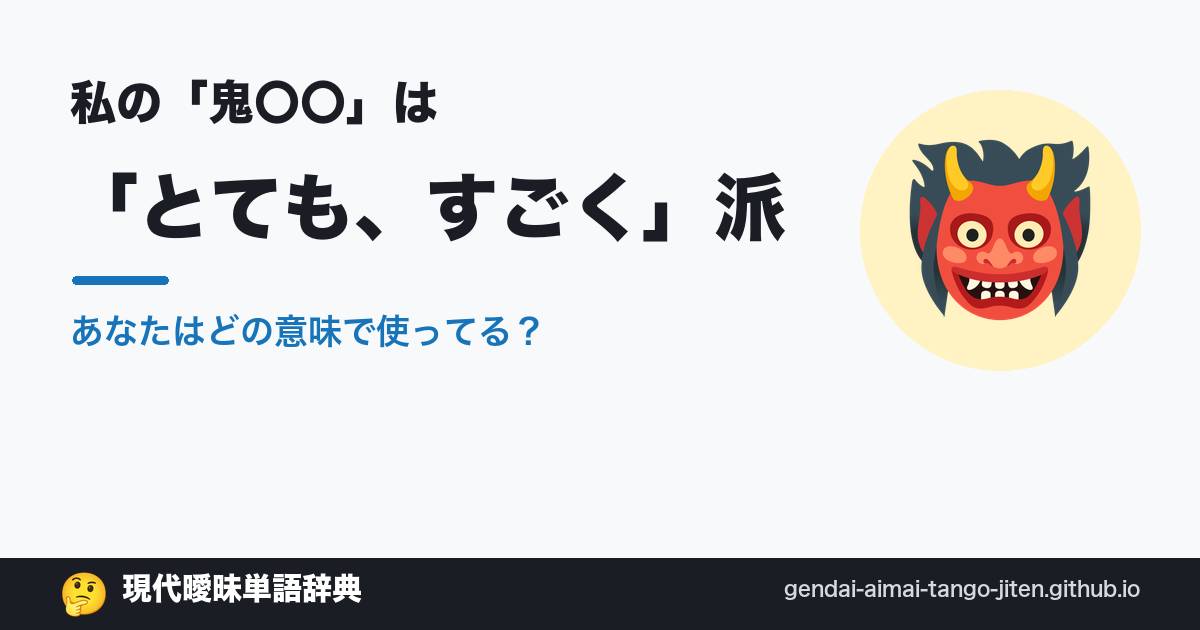 私の「鬼〇〇」は
「とても、すごく」派
あなたはどの意味で使ってる？
現代曖昧単語辞典
gendai-aimai-tango-jiten.github.io